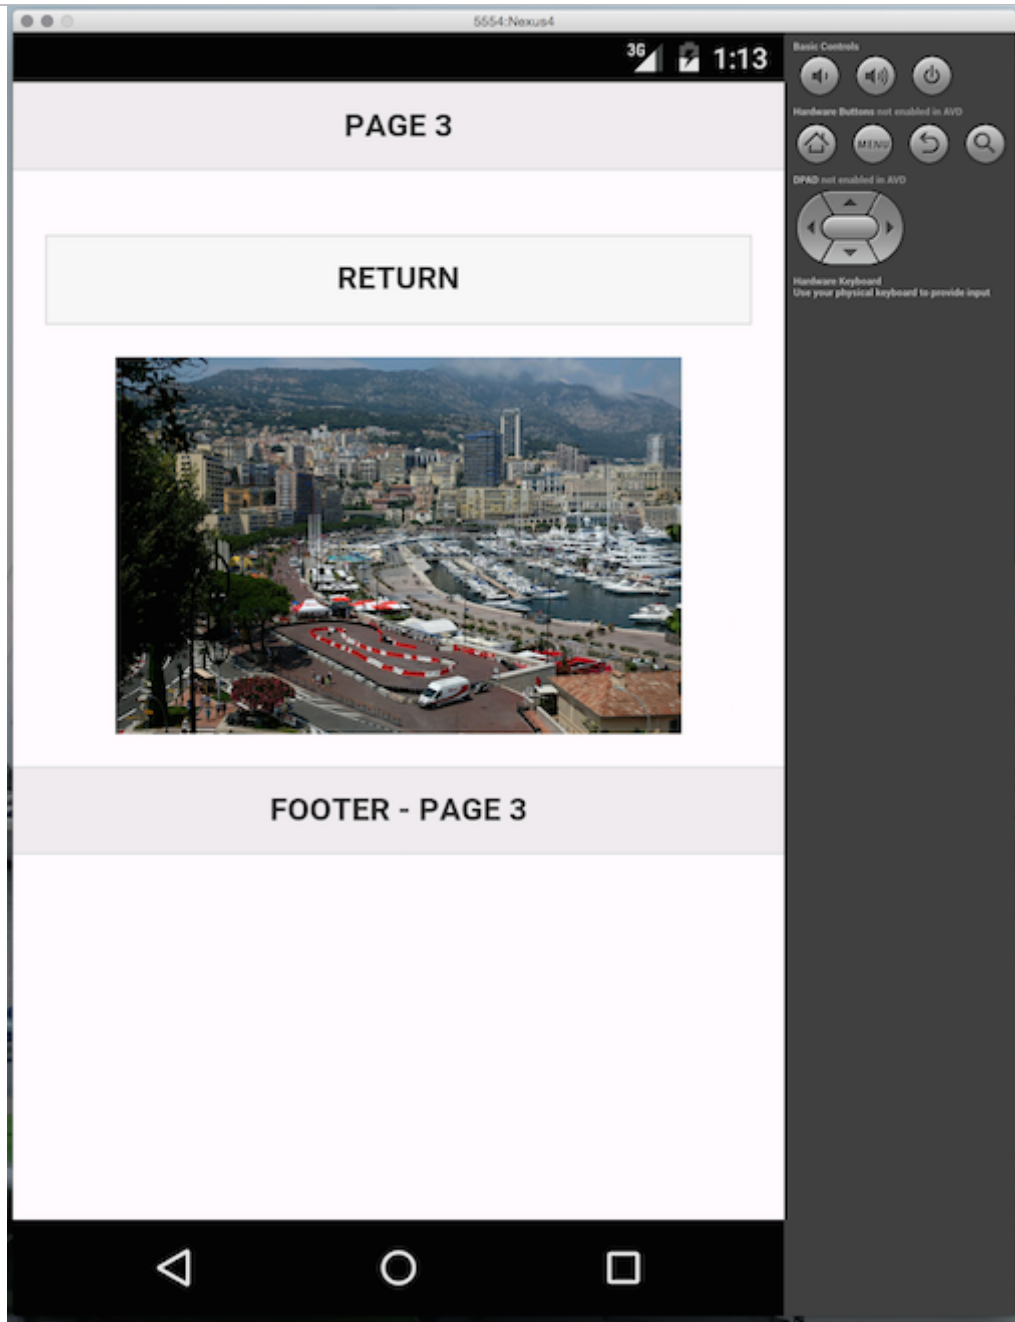 5554:Nexus4
3G 1:13
Basic Controls
Hardware Buttons not enabled in AVD
MENU
DPAD not enabled in AVD
Hardware Keyboard
Use your physical keyboard to provide input
PAGE 3
RETURN
FOOTER - PAGE 3